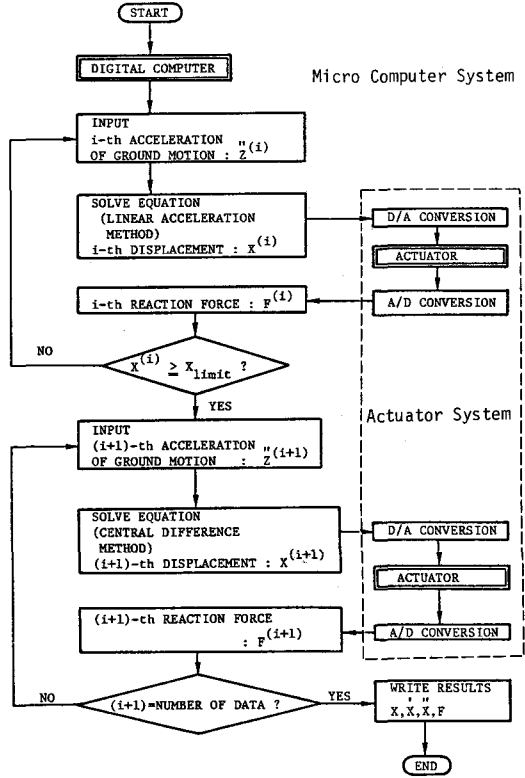 START
DIGITAL COMPUTER
Micro Computer System
INPUT
i-th ACCELERATION
OF GROUND MOTION : Z̈^(i)
SOLVE EQUATION
(LINEAR ACCELERATION
METHOD)
i-th DISPLACEMENT : X^(i)
D/A CONVERSION
ACTUATOR
A/D CONVERSION
i-th REACTION FORCE : F^(i)
X^(i) ≥ X_limit ?
NO
YES
Actuator System
INPUT
(i+1)-th ACCELERATION
OF GROUND MOTION : Z̈^(i+1)
SOLVE EQUATION
(CENTRAL DIFFERENCE
METHOD)
(i+1)-th DISPLACEMENT : X^(i+1)
D/A CONVERSION
ACTUATOR
A/D CONVERSION
(i+1)-th REACTION FORCE
: F^(i+1)
(i+1)=NUMBER OF DATA ?
NO
YES
WRITE RESULTS
X,Ẋ,Ẍ,F
END